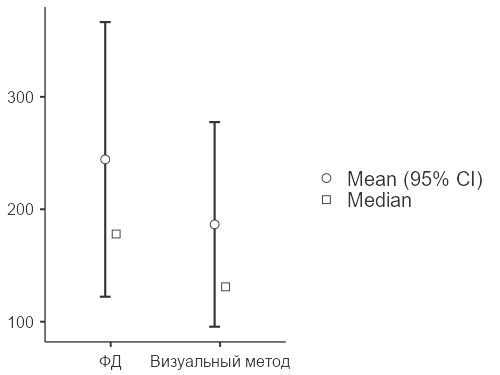 300
200
100
ФД
Визуальный метод
Mean (95% CI)
Median